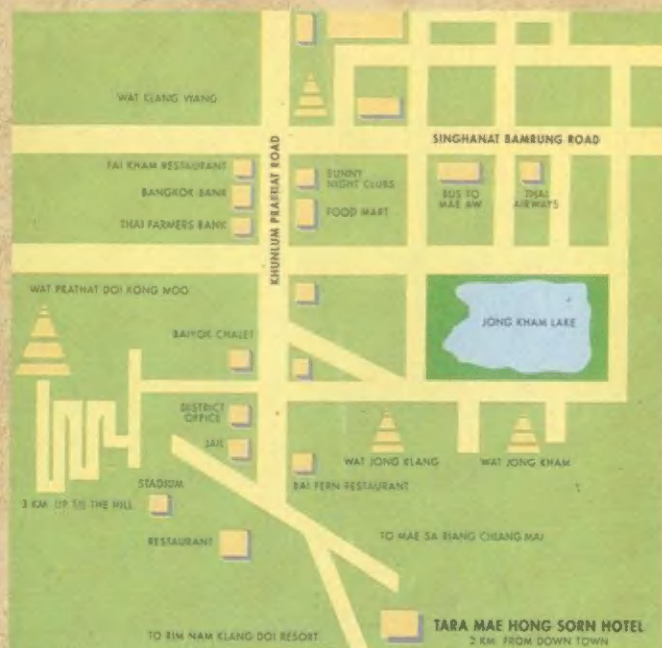 WAT KLANG WANG
SINGHANAT BAMRUNG ROAD
KHUNLUM PRAPHAT ROAD
FAI KHAM RESTAURANT
BANGKOK BANK
THAI FARMERS BANK
SUNNY
NIGHT CLUBS
FOOD MART
BUS TO
MAE AW
THAI
AIRWAYS
WAT PRATHAT DOI KONG MOO
JONG KHAM LAKE
BAIYOK CHALET
DISTRICT
OFFICE
JAIL
WAT JONG KLANG
WAT JONG KHAM
STADIUM
BAI FERN RESTAURANT
3 KM. UP TO THE HILL
RESTAURANT
TO MAE SA RIANG CHIANG MAI
TARA MAE HONG SORN HOTEL
2 KM. FROM DOWN TOWN
TO RIM NAM KLANG DOI RESORT